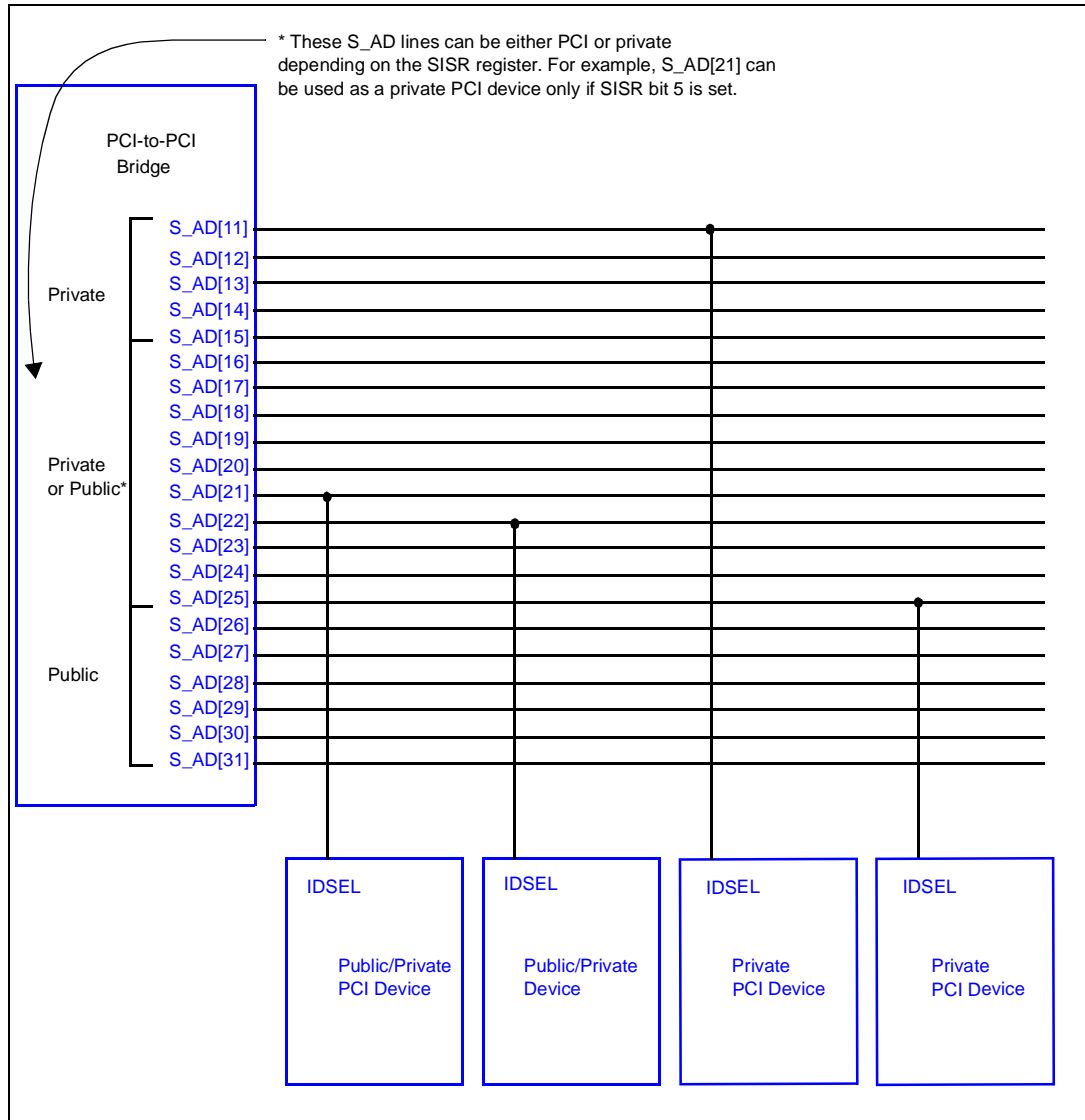 * These S_AD lines can be either PCI or private
depending on the SISR register. For example, S_AD[21] can
be used as a private PCI device only if SISR bit 5 is set.
PCI-to-PCI
Bridge
Private
Private
or Public*
Public
S_AD[11]
S_AD[12]
S_AD[13]
S_AD[14]
S_AD[15]
S_AD[16]
S_AD[17]
S_AD[18]
S_AD[19]
S_AD[20]
S_AD[21]
S_AD[22]
S_AD[23]
S_AD[24]
S_AD[25]
S_AD[26]
S_AD[27]
S_AD[28]
S_AD[29]
S_AD[30]
S_AD[31]
IDSEL
Public/Private
PCI Device
IDSEL
Public/Private
Device
IDSEL
Private
PCI Device
IDSEL
Private
PCI Device